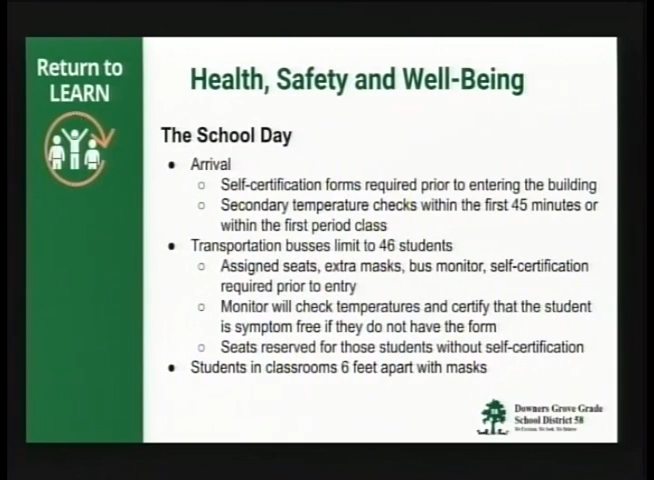 Return to
LEARN
Health, Safety and Well-Being
The School Day
● Arrival
○ Self-certification forms required prior to entering the building
○ Secondary temperature checks within the first 45 minutes or
within the first period class
● Transportation busses limit to 46 students
○ Assigned seats, extra masks, bus monitor, self-certification
required prior to entry
○ Monitor will check temperatures and certify that the student
is symptom free if they do not have the form
○ Seats reserved for those students without self-certification
● Students in classrooms 6 feet apart with masks
Downers Grove Grade
School District 58